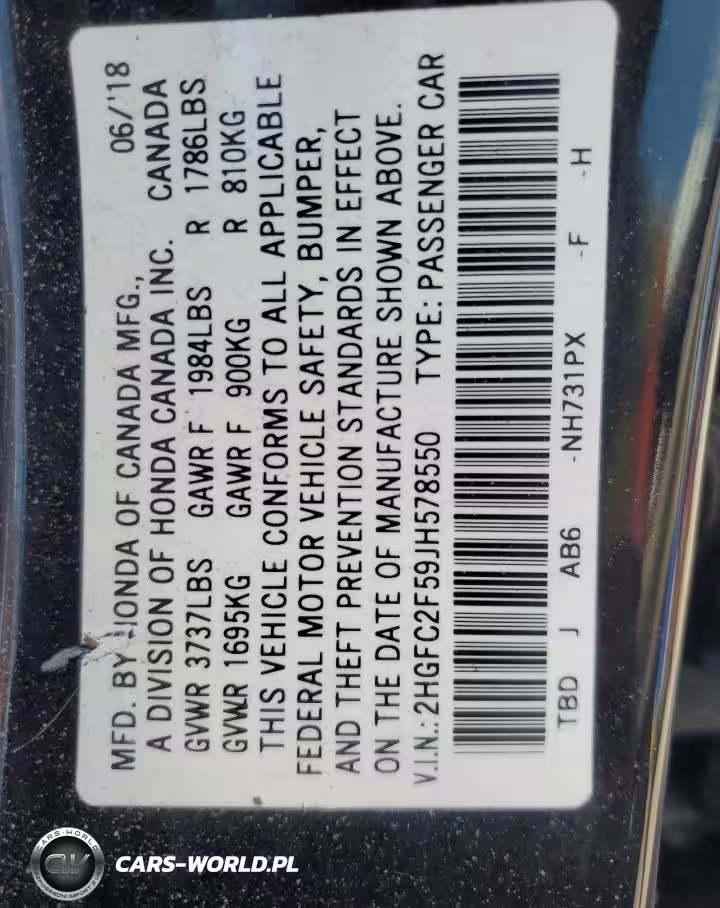 MFD. BY HONDA OF CANADA MFG., 06/'18
A DIVISION OF HONDA CANADA INC. CANADA
GVWR 3737LBS GAWR F 1984LBS R 1786LBS
GVWR 1695KG GAWR F 900KG R 810KG
THIS VEHICLE CONFORMS TO ALL APPLICABLE
FEDERAL MOTOR VEHICLE SAFETY, BUMPER,
AND THEFT PREVENTION STANDARDS IN EFFECT
ON THE DATE OF MANUFACTURE SHOWN ABOVE.
V.I.N.: 2HGFC2F59JH578550 TYPE: PASSENGER CAR
TBD J AB6 -NH731PX -F -H
CARS-WORLD
CW
CARS-WORLD.PL